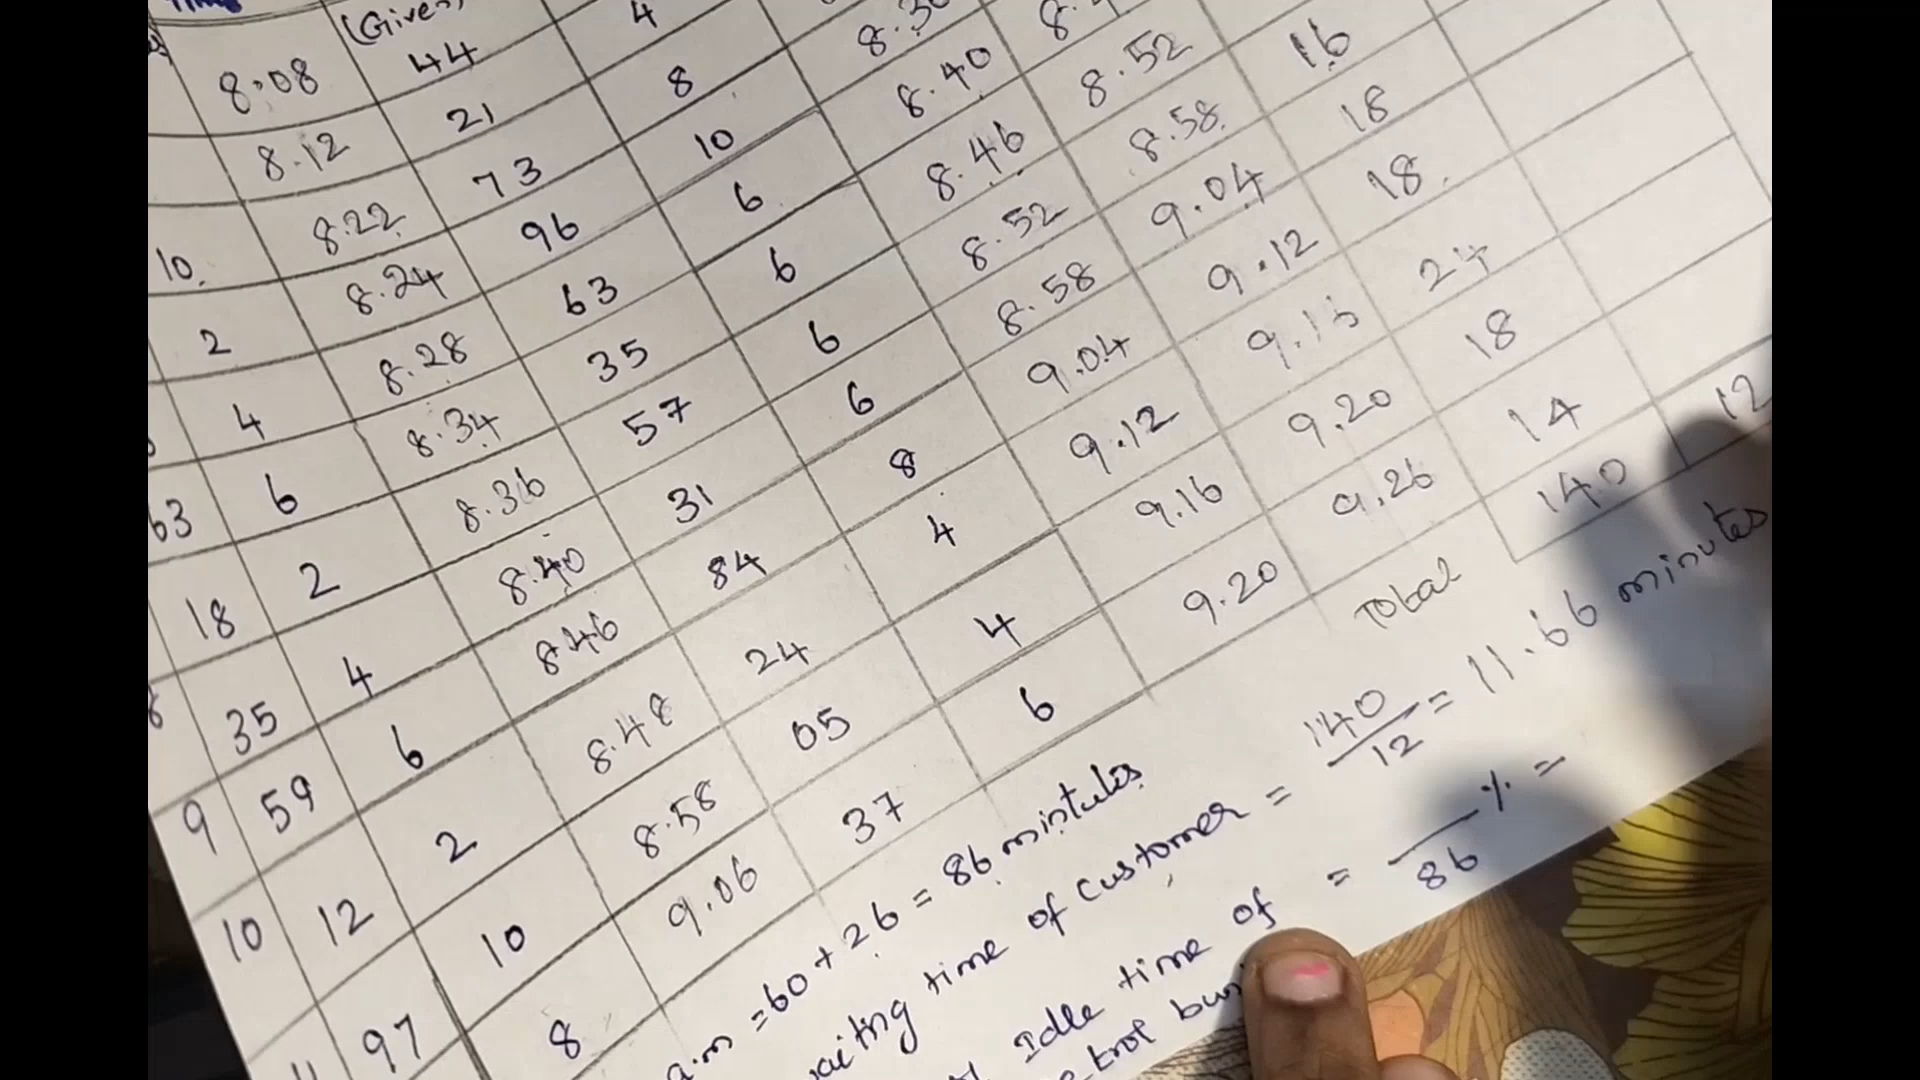 (Given)
8:08 44
8.12 21 4
10. 8.22 73 8
2 8.24 96 10
4 8.28 63 6 8.40
6 8.34 35 6 8.46 8.52 16
63 2 8.36 57 6 8.52 8.58 18
18 4 8.40 31 6 8.58 9.04 18
35 6 8.46 84 8 9.04 9.12 24
9 59 2 8.48 24 4 9.12 9.16 18
10 12 10 8.58 05 4 9.16 9.20 14
97 8 9.06 37 6 9.20 9.26
Total 140 12
= 60 + 26 = 86 mintutes
waiting time of customer = 140/12 = 11.66 minutes
Idle time of = /86 % =